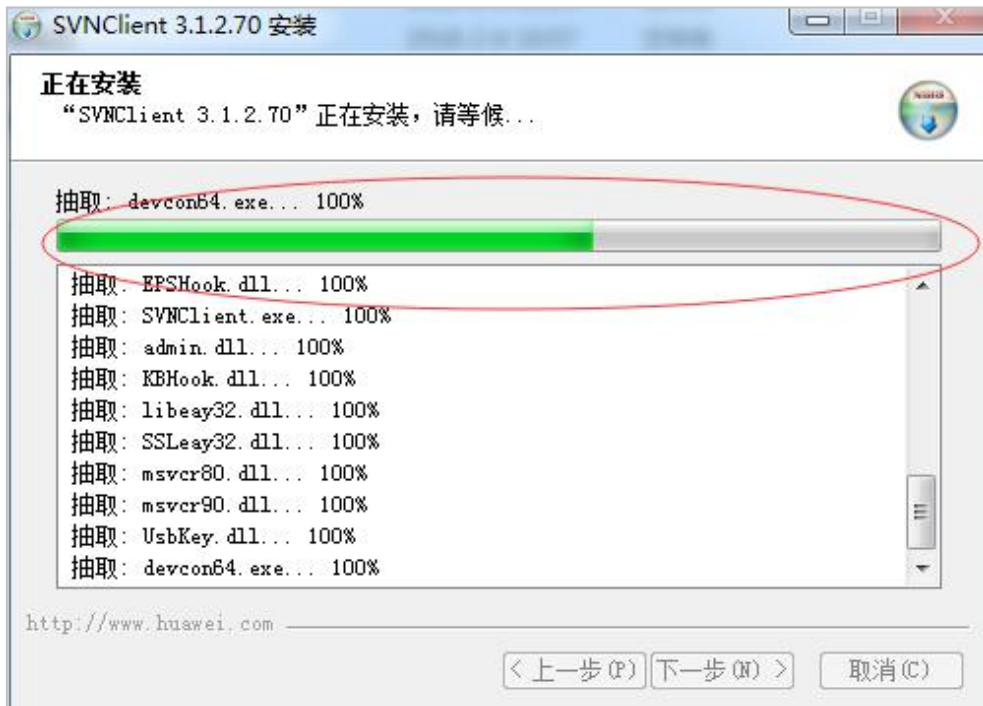 SVNClient 3.1.2.70 安装
正在安装
“SVNClient 3.1.2.70”正在安装，请等候...
抽取: devcon64.exe... 100%
抽取: EPSHook.dll... 100%
抽取: SVNClient.exe... 100%
抽取: admin.dll... 100%
抽取: KBHook.dll... 100%
抽取: libeay32.dll... 100%
抽取: SSLeay32.dll... 100%
抽取: msvcr80.dll... 100%
抽取: msvcr90.dll... 100%
抽取: UsbKey.dll... 100%
抽取: devcon64.exe... 100%
http://www.huawei.com
< 上一步(P) 下一步(N) > 取消(C)